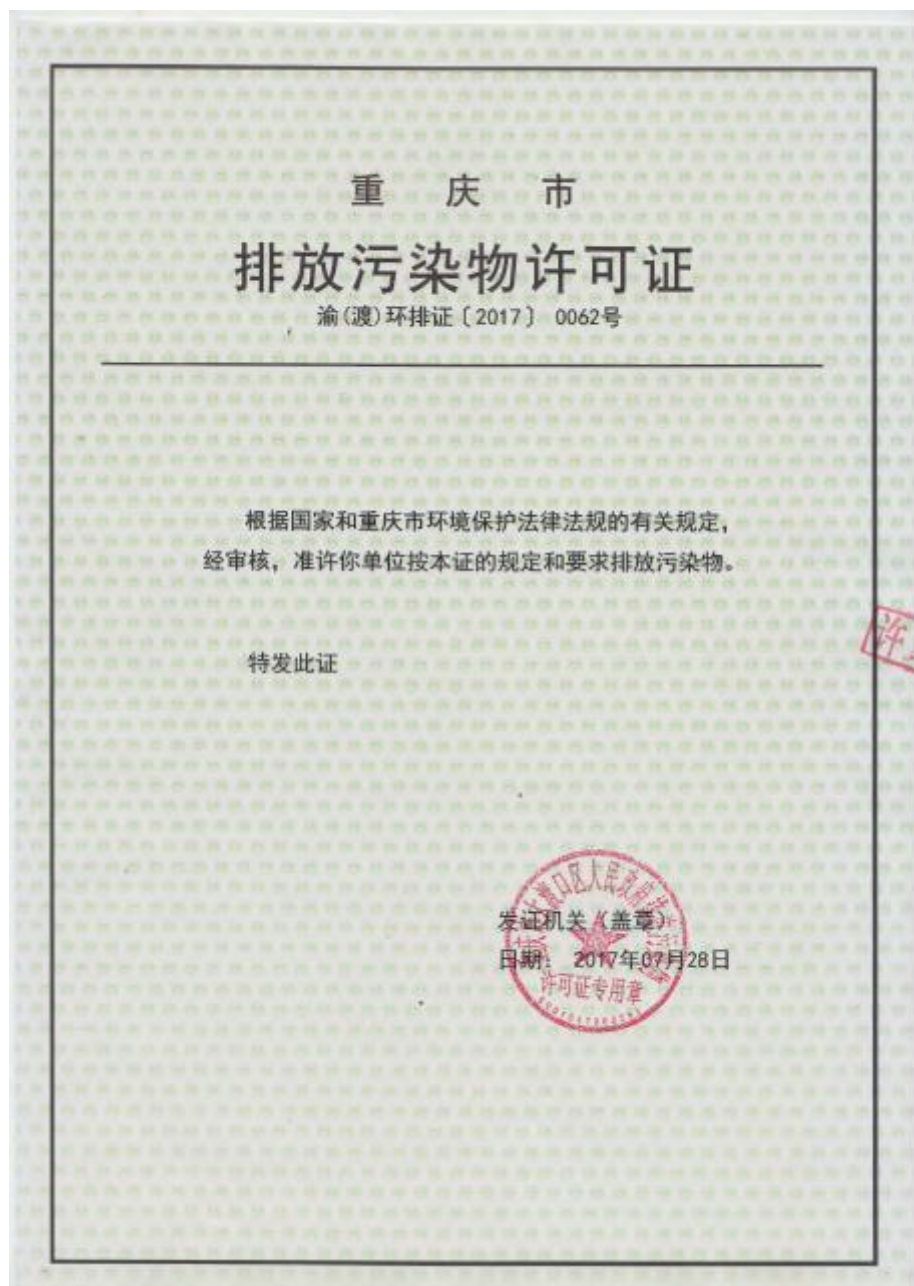 重庆市
排放污染物许可证
渝(渡)环排证〔2017〕 0062号
根据国家和重庆市环境保护法律法规的有关规定，
经审核，准许你单位按本证的规定和要求排放污染物。
特发此证
发证机关（盖章）
日期： 2017年07月28日
许可证专用章
许